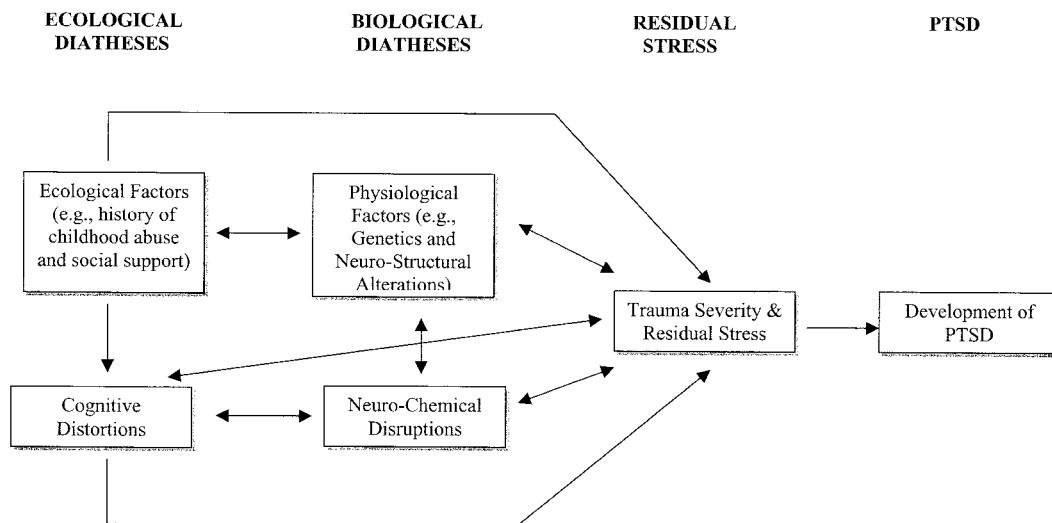 ECOLOGICAL
DIATHESES
BIOLOGICAL
DIATHESES
RESIDUAL
STRESS
PTSD
Ecological Factors
(e.g., history of
childhood abuse
and social support)
Physiological
Factors (e.g.,
Genetics and
Neuro-Structural
Alterations)
Trauma Severity &
Residual Stress
Development of
PTSD
Cognitive
Distortions
Neuro-Chemical
Disruptions